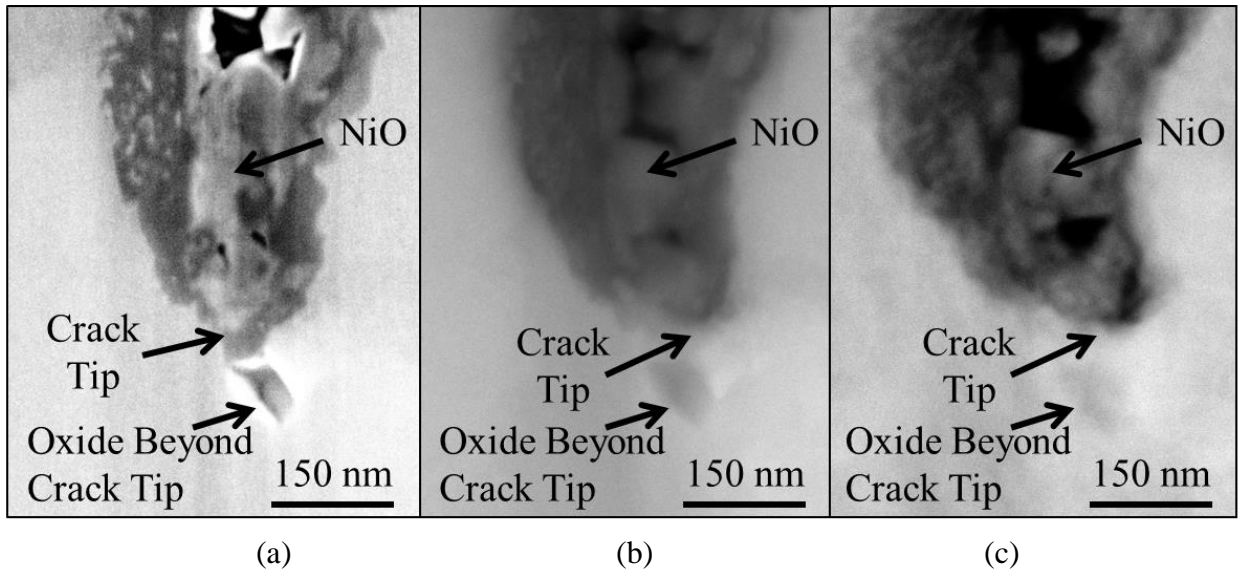 NiO
Crack
Tip
Oxide Beyond
Crack Tip
150 nm
(a)
NiO
Crack
Tip
Oxide Beyond
Crack Tip
150 nm
(b)
NiO
Crack
Tip
Oxide Beyond
Crack Tip
150 nm
(c)